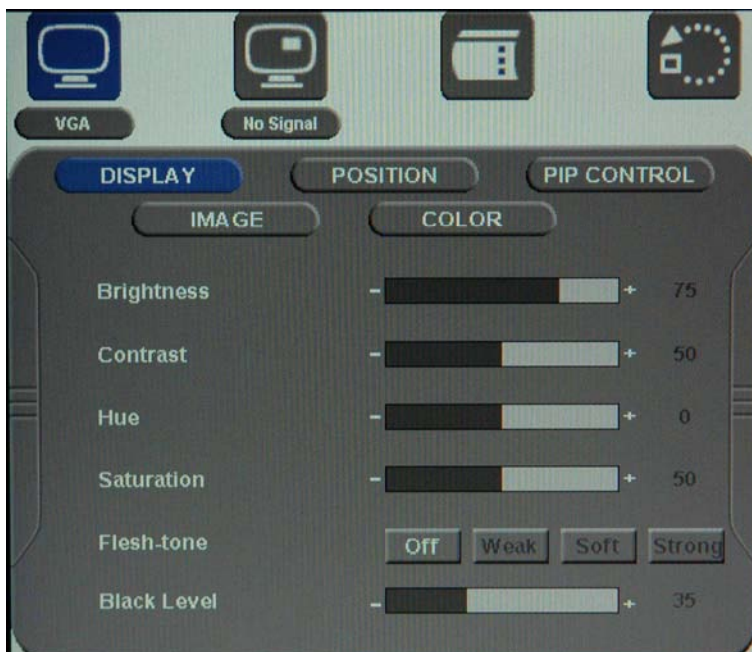 VGA No Signal
DISPLAY POSITION PIP CONTROL
IMAGE COLOR
Brightness - + 75
Contrast - + 50
Hue - + 0
Saturation - + 50
Flesh-tone Off Weak Soft Strong
Black Level - + 35